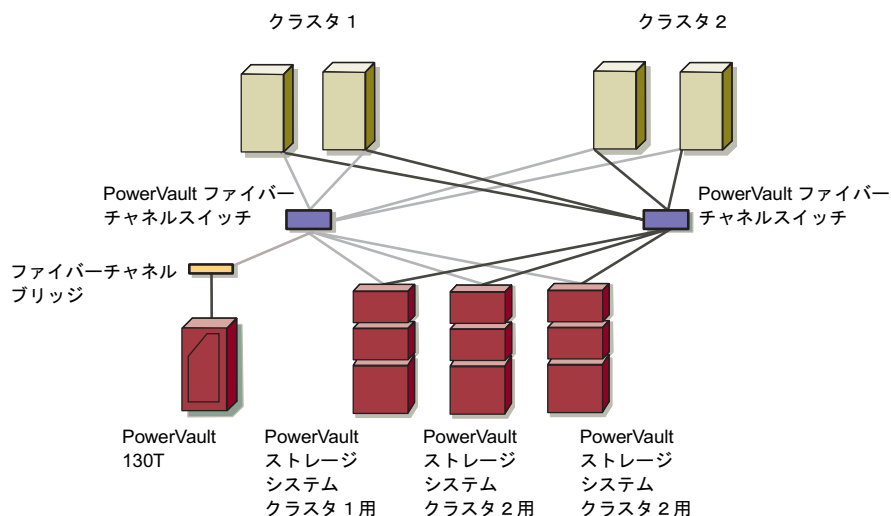 クラスタ 1
クラスタ 2
PowerVault ファイバー
チャネルスイッチ
PowerVault ファイバー
チャネルスイッチ
ファイバーチャネル
ブリッジ
PowerVault
130T
PowerVault
ストレージ
システム
クラスタ 1 用
PowerVault
ストレージ
システム
クラスタ 2 用
PowerVault
ストレージ
システム
クラスタ 2 用